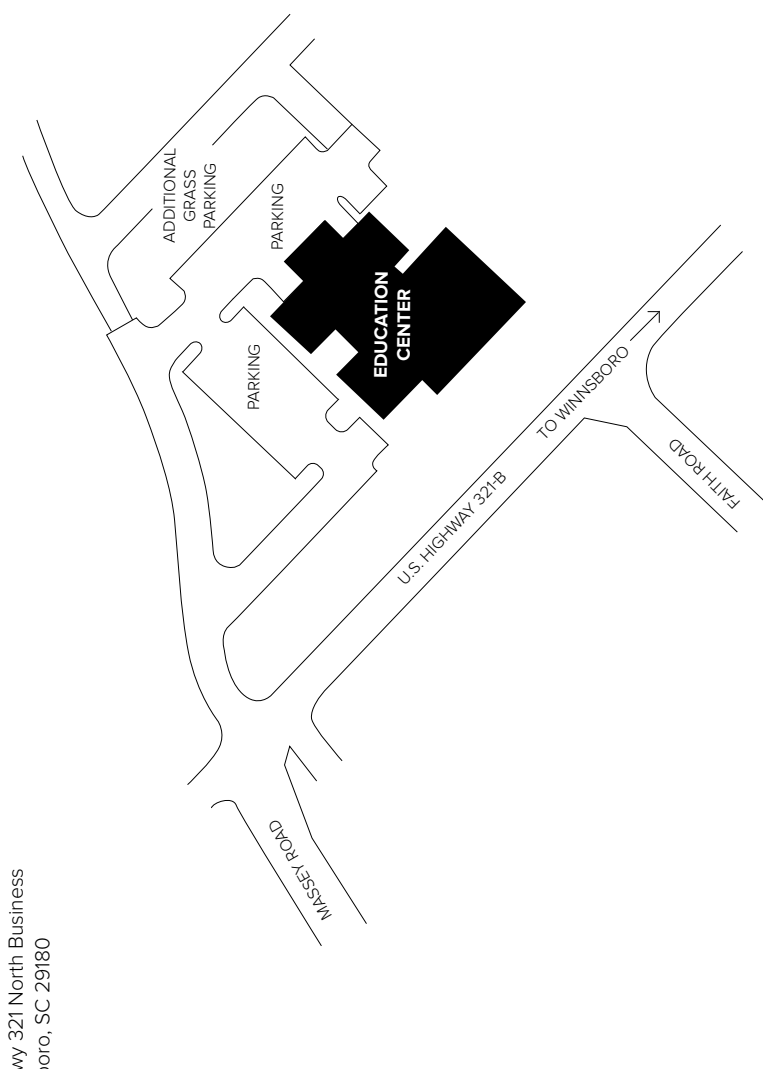 wy 321 North Business
boro, SC 29180
ADDITIONAL
GRASS
PARKING
PARKING
PARKING
EDUCATION
CENTER
TO WINNSBORO
U.S. HIGHWAY 321-B
FAITH ROAD
MASSEY ROAD